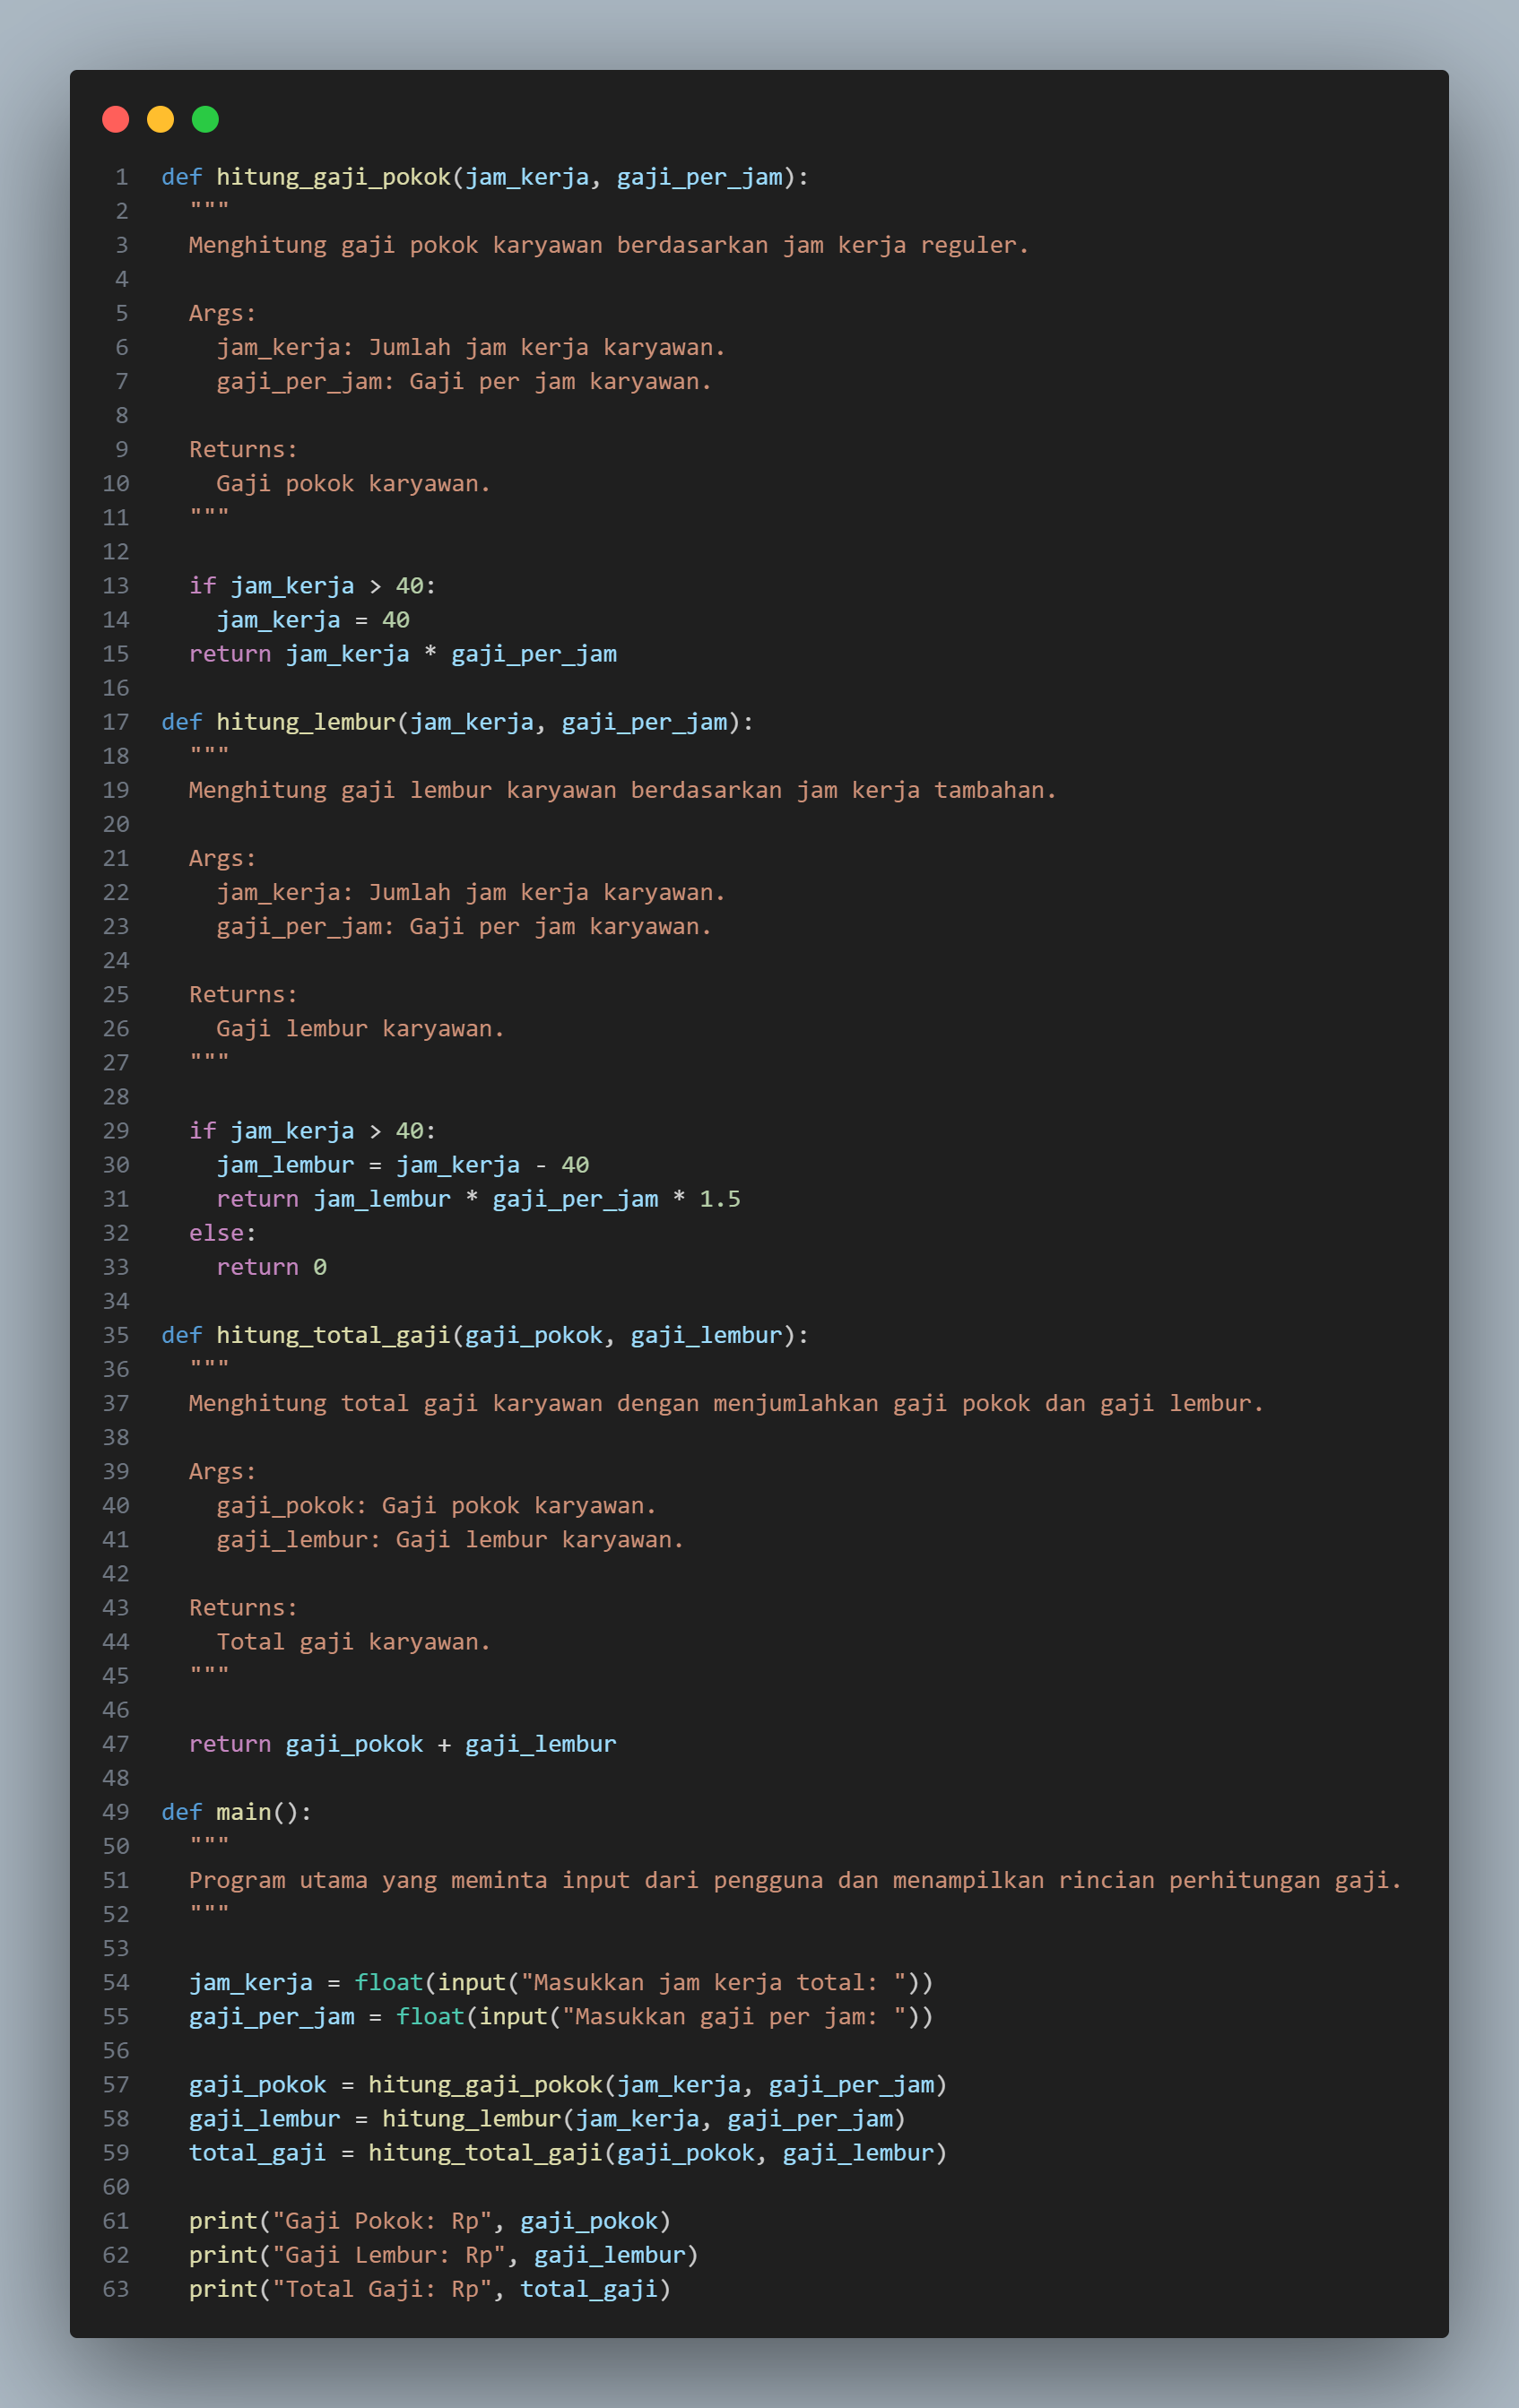 1 def hitung_gaji_pokok(jam_kerja, gaji_per_jam):
2   """
3   Menghitung gaji pokok karyawan berdasarkan jam kerja reguler.
4
5   Args:
6     jam_kerja: Jumlah jam kerja karyawan.
7     gaji_per_jam: Gaji per jam karyawan.
8
9   Returns:
10     Gaji pokok karyawan.
11   """
12
13   if jam_kerja > 40:
14     jam_kerja = 40
15   return jam_kerja * gaji_per_jam
16
17 def hitung_lembur(jam_kerja, gaji_per_jam):
18   """
19   Menghitung gaji lembur karyawan berdasarkan jam kerja tambahan.
20
21   Args:
22     jam_kerja: Jumlah jam kerja karyawan.
23     gaji_per_jam: Gaji per jam karyawan.
24
25   Returns:
26     Gaji lembur karyawan.
27   """
28
29   if jam_kerja > 40:
30     jam_lembur = jam_kerja - 40
31     return jam_lembur * gaji_per_jam * 1.5
32   else:
33     return 0
34
35 def hitung_total_gaji(gaji_pokok, gaji_lembur):
36   """
37   Menghitung total gaji karyawan dengan menjumlahkan gaji pokok dan gaji lembur.
38
39   Args:
40     gaji_pokok: Gaji pokok karyawan.
41     gaji_lembur: Gaji lembur karyawan.
42
43   Returns:
44     Total gaji karyawan.
45   """
46
47   return gaji_pokok + gaji_lembur
48
49 def main():
50   """
51   Program utama yang meminta input dari pengguna dan menampilkan rincian perhitungan gaji.
52   """
53
54   jam_kerja = float(input("Masukkan jam kerja total: "))
55   gaji_per_jam = float(input("Masukkan gaji per jam: "))
56
57   gaji_pokok = hitung_gaji_pokok(jam_kerja, gaji_per_jam)
58   gaji_lembur = hitung_lembur(jam_kerja, gaji_per_jam)
59   total_gaji = hitung_total_gaji(gaji_pokok, gaji_lembur)
60
61   print("Gaji Pokok: Rp", gaji_pokok)
62   print("Gaji Lembur: Rp", gaji_lembur)
63   print("Total Gaji: Rp", total_gaji)